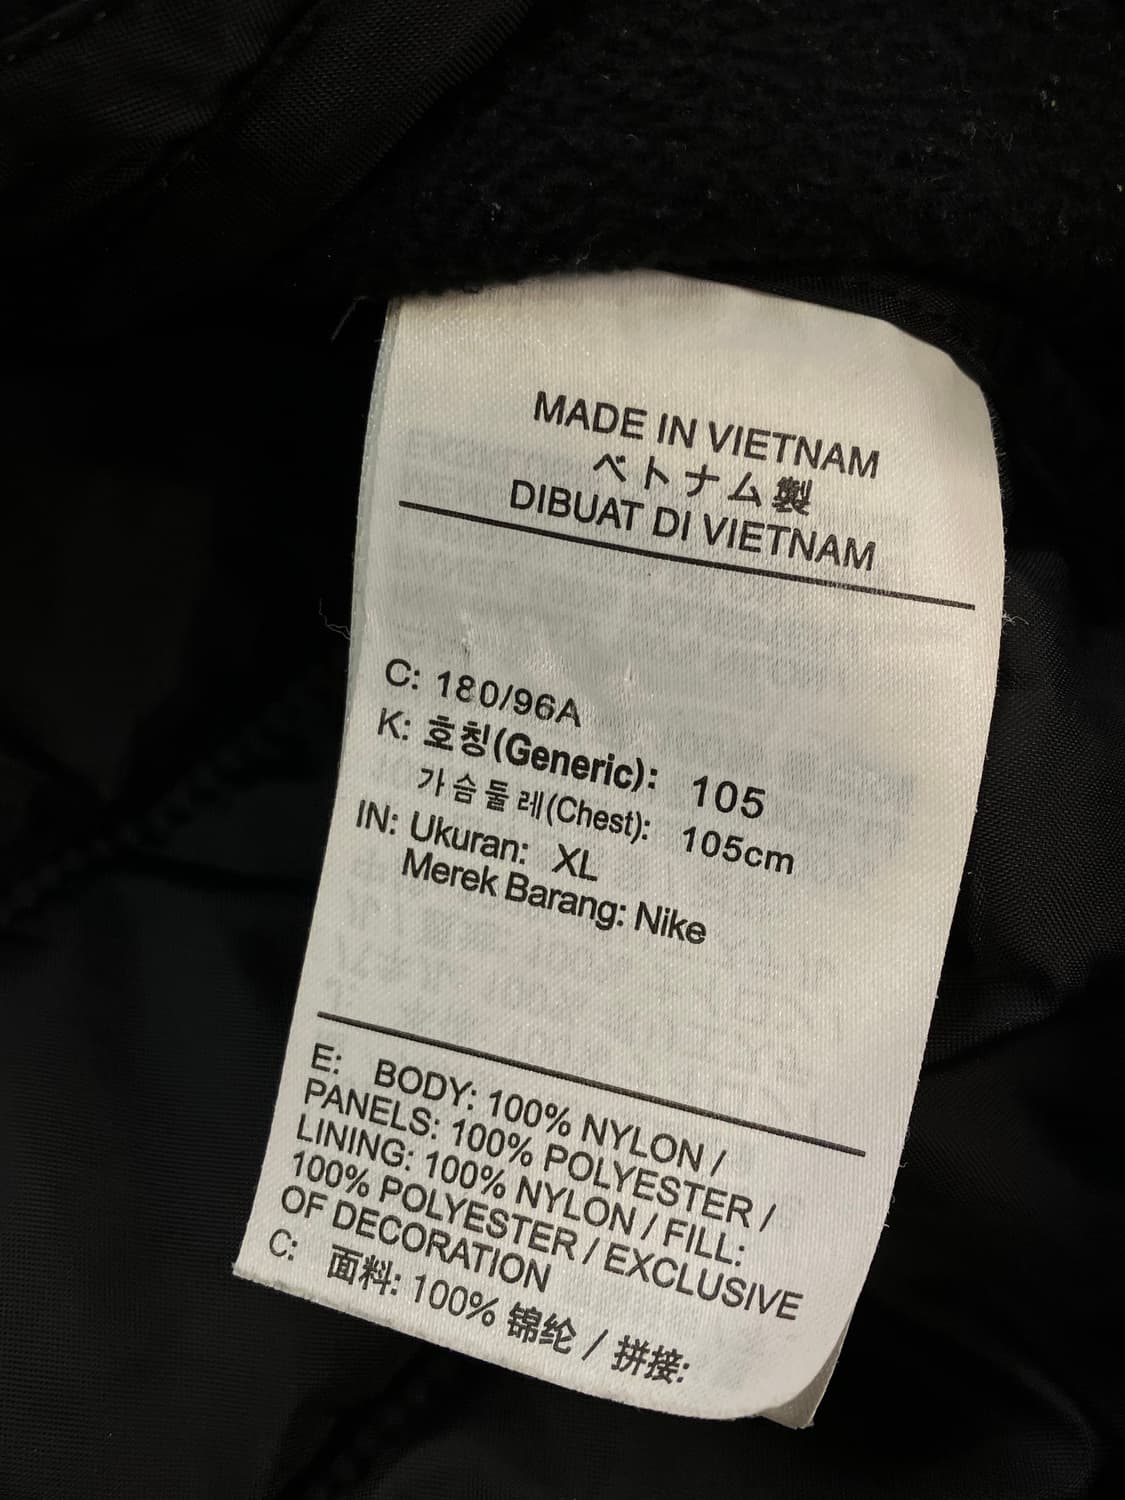 MADE IN VIETNAM
ベトナム製
DIBUAT DI VIETNAM
C: 180/96A
K: 호칭(Generic): 105
가슴둘레(Chest): 105cm
IN: Ukuran: XL
Merek Barang: Nike
E: BODY: 100% NYLON /
PANELS: 100% POLYESTER /
LINING: 100% NYLON / FILL:
100% POLYESTER / EXCLUSIVE
OF DECORATION
C: 面料: 100% 锦纶 / 拼接: